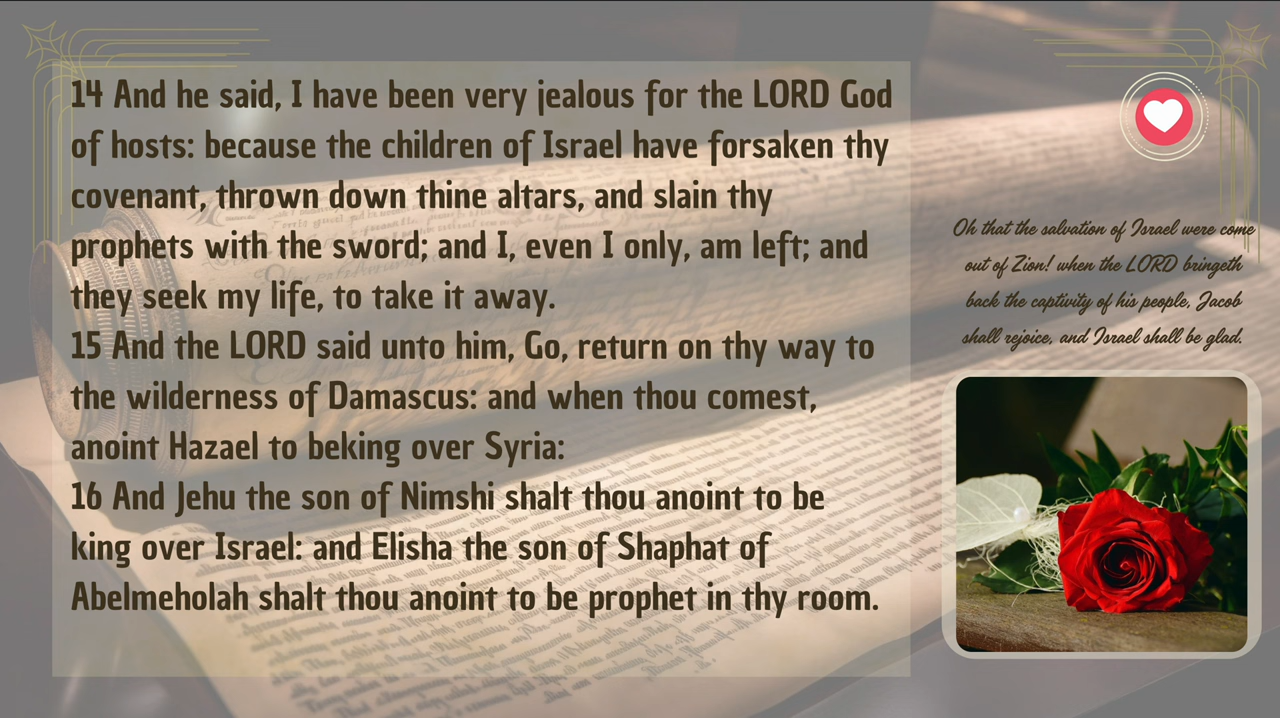 14 And he said, I have been very jealous for the LORD God
of hosts: because the children of Israel have forsaken thy
covenant, thrown down thine altars, and slain thy
prophets with the sword; and I, even I only, am left; and
they seek my life, to take it away.
15 And the LORD said unto him, Go, return on thy way to
the wilderness of Damascus: and when thou comest,
anoint Hazael to beking over Syria:
16 And Jehu the son of Nimshi shalt thou anoint to be
king over Israel: and Elisha the son of Shaphat of
Abelmeholah shalt thou anoint to be prophet in thy room.
Oh that the salvation of Israel were come
out of Zion! when the LORD bringeth
back the captivity of his people, Jacob
shall rejoice, and Israel shall be glad.